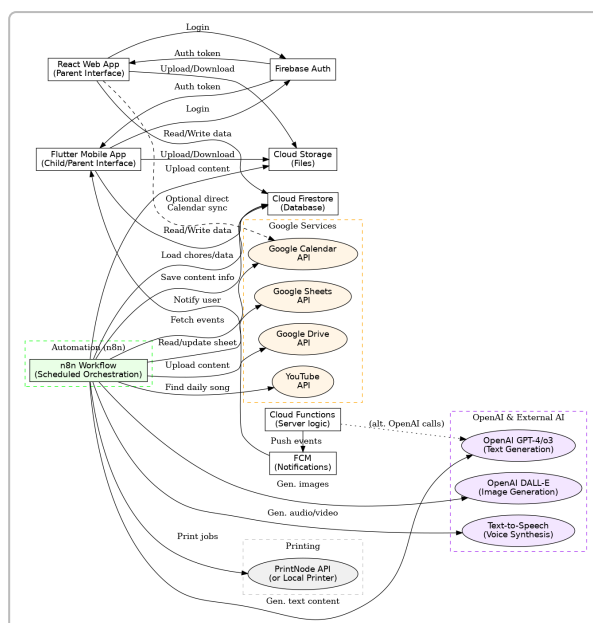 Login
React Web App
(Parent Interface)
Auth token
Firebase Auth
Upload/Download
Auth token
Login
Read/Write data
Flutter Mobile App
(Child/Parent Interface)
Upload/Download
Cloud Storage
(Files)
Upload content
Optional direct
Calendar sync
Cloud Firestore
(Database)
Read/Write data
Google Services
Google Calendar
API
Load chores/data
Save content info
Google Sheets
API
Notify user
Fetch events
Google Drive
API
Automation (n8n)
Read/update sheet
n8n Workflow
(Scheduled Orchestration)
Upload content
YouTube
API
Find daily song
Cloud Functions
(Server logic)
(alt. OpenAI calls)
OpenAI & External AI
OpenAI GPT-4/o3
(Text Generation)
Push events
FCM
(Notifications)
Gen. images
OpenAI DALL-E
(Image Generation)
Gen. audio/video
Text-to-Speech
(Voice Synthesis)
Print jobs
Printing
PrintNode API
(or Local Printer)
Gen. text content